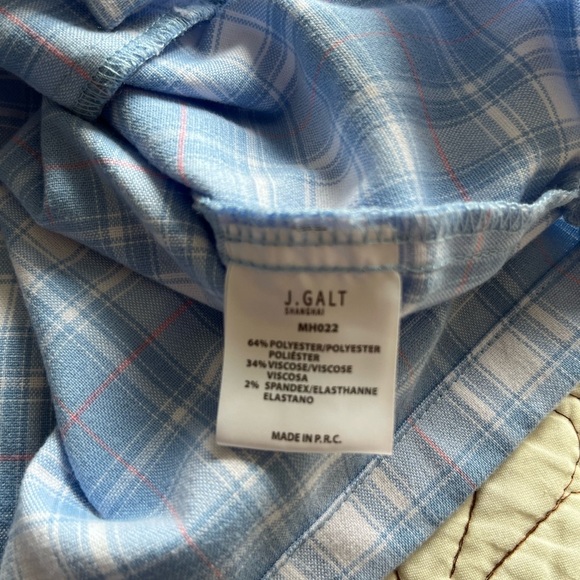 J.GALT
SHANGHAI
MH022
64% POLYESTER/POLYESTER
POLIÉSTER
34% VISCOSE/VISCOSE
VISCOSA
2% SPANDEX/ELASTHANNE
ELASTANO
MADE IN P.R.C.